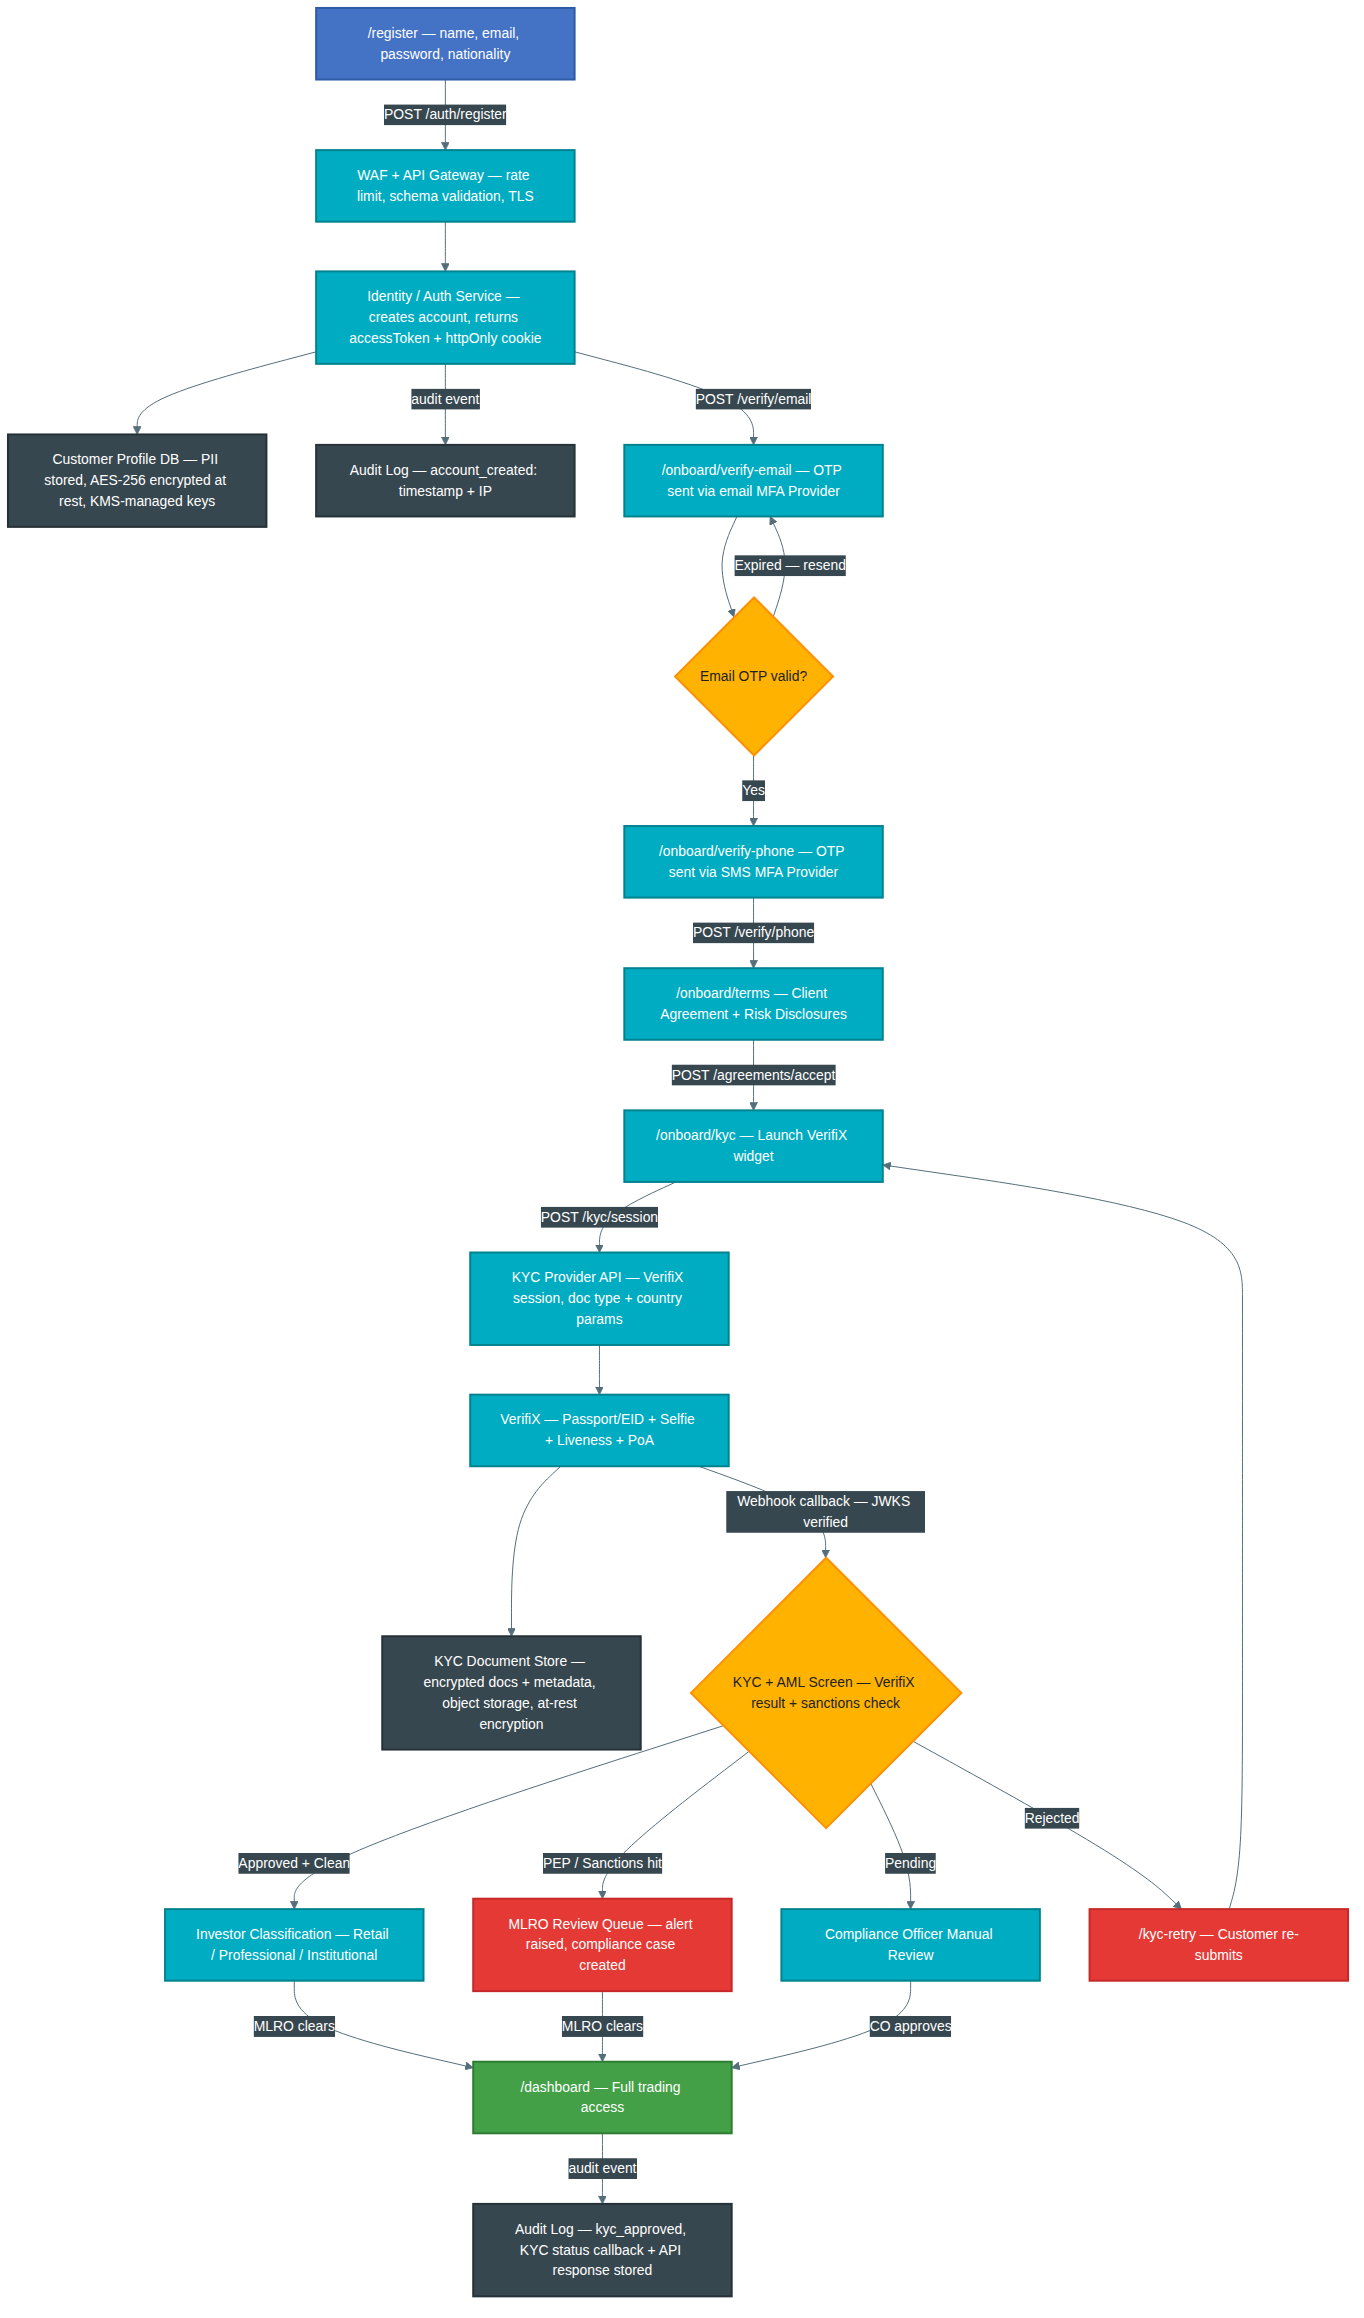 /register — name, email,
password, nationality
POST /auth/register
WAF + API Gateway — rate
limit, schema validation, TLS
Identity / Auth Service —
creates account, returns
accessToken + httpOnly cookie
audit event
POST /verify/email
Customer Profile DB — PII
stored, AES-256 encrypted at
rest, KMS-managed keys
Audit Log — account_created:
timestamp + IP
/onboard/verify-email — OTP
sent via email MFA Provider
Expired — resend
Email OTP valid?
Yes
/onboard/verify-phone — OTP
sent via SMS MFA Provider
POST /verify/phone
/onboard/terms — Client
Agreement + Risk Disclosures
POST /agreements/accept
/onboard/kyc — Launch VerifiX
widget
POST /kyc/session
KYC Provider API — VerifiX
session, doc type + country
params
VerifiX — Passport/EID + Selfie
+ Liveness + PoA
Webhook callback — JWKS
verified
KYC Document Store —
encrypted docs + metadata,
object storage, at-rest
encryption
KYC + AML Screen — VerifiX
result + sanctions check
Rejected
Approved + Clean
PEP / Sanctions hit
Pending
Investor Classification — Retail
/ Professional / Institutional
MLRO Review Queue — alert
raised, compliance case
created
Compliance Officer Manual
Review
/kyc-retry — Customer re-
submits
MLRO clears
MLRO clears
CO approves
/dashboard — Full trading
access
audit event
Audit Log — kyc_approved,
KYC status callback + API
response stored